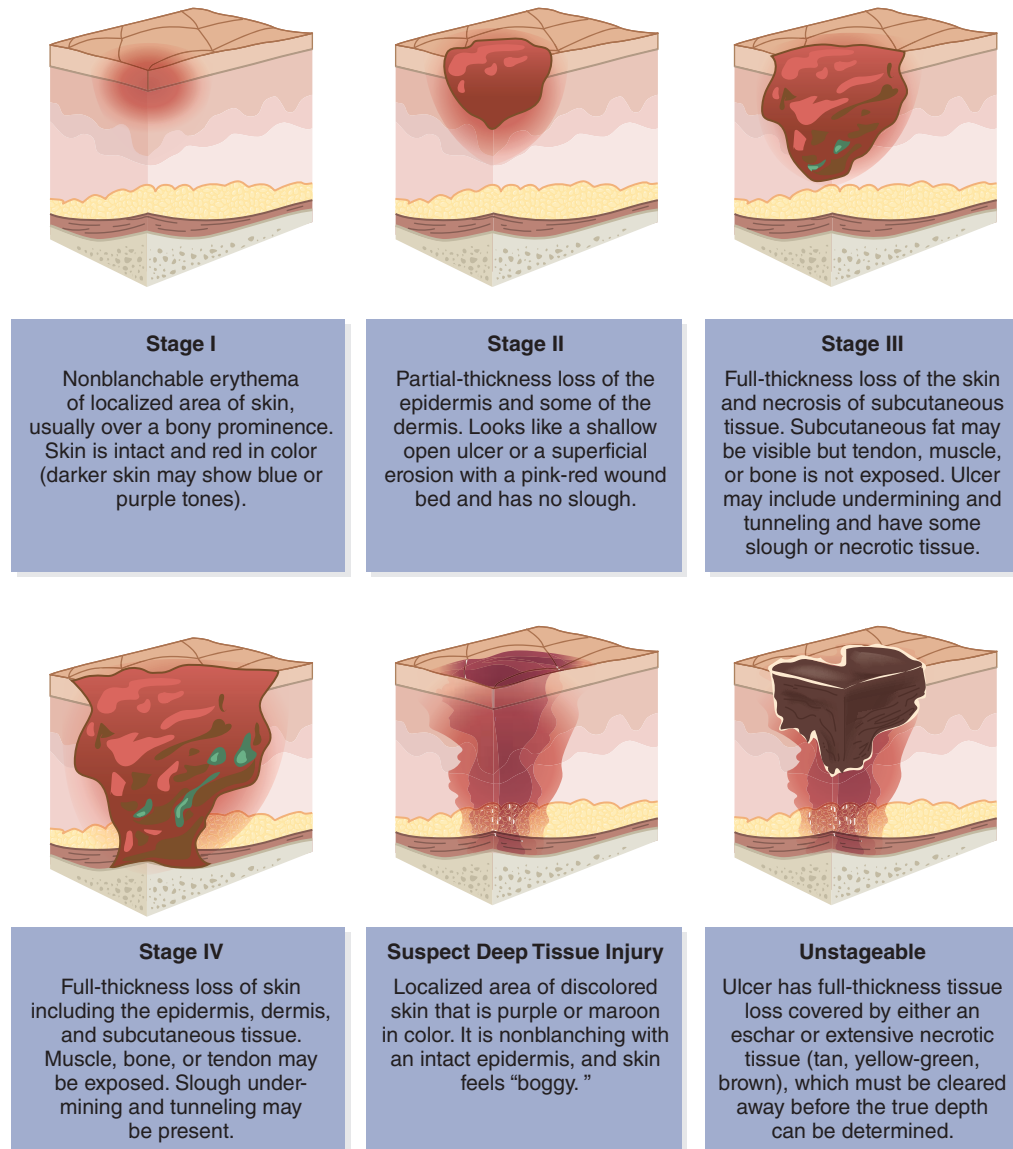 Stage I
Nonblanchable erythema
of localized area of skin,
usually over a bony prominence.
Skin is intact and red in color
(darker skin may show blue or
purple tones).
Stage II
Partial-thickness loss of the
epidermis and some of the
dermis. Looks like a shallow
open ulcer or a superficial
erosion with a pink-red wound
bed and has no slough.
Stage III
Full-thickness loss of the skin
and necrosis of subcutaneous
tissue. Subcutaneous fat may
be visible but tendon, muscle,
or bone is not exposed. Ulcer
may include undermining and
tunneling and have some
slough or necrotic tissue.
Stage IV
Full-thickness loss of skin
including the epidermis, dermis,
and subcutaneous tissue.
Muscle, bone, or tendon may
be exposed. Slough under-
mining and tunneling may
be present.
Suspect Deep Tissue Injury
Localized area of discolored
skin that is purple or maroon
in color. It is nonblanching with
an intact epidermis, and skin
feels “boggy. ”
Unstageable
Ulcer has full-thickness tissue
loss covered by either an
eschar or extensive necrotic
tissue (tan, yellow-green,
brown), which must be cleared
away before the true depth
can be determined.